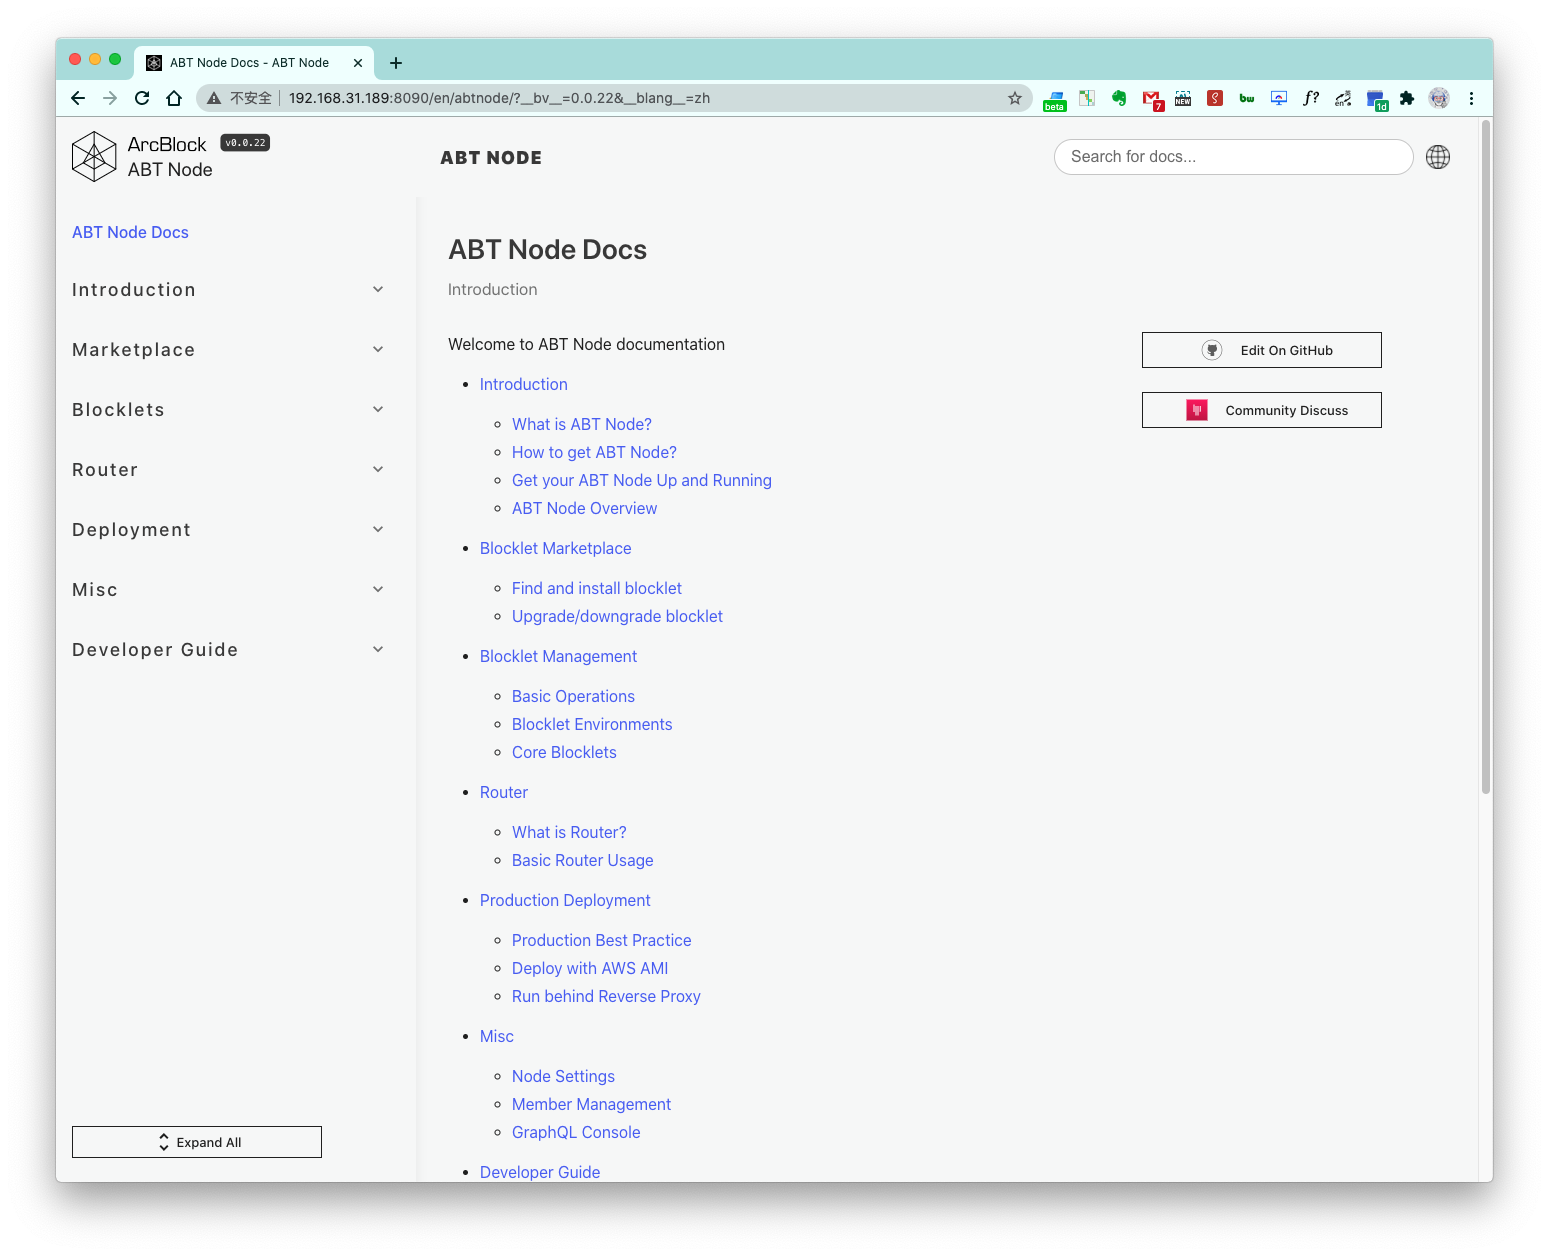 ABT Node Docs - ABT Node
不安全 192.168.31.189:8090/en/abtnode/?__bv__=0.0.22&__blang__=zh
beta
7
NEW
bw
f?
en
1d
ArcBlock
v0.0.22
ABT Node
ABT NODE
Search for docs...
ABT Node Docs
Introduction
Marketplace
Blocklets
Router
Deployment
Misc
Developer Guide
Expand All
ABT Node Docs
Introduction
Welcome to ABT Node documentation
Introduction
What is ABT Node?
How to get ABT Node?
Get your ABT Node Up and Running
ABT Node Overview
Blocklet Marketplace
Find and install blocklet
Upgrade/downgrade blocklet
Blocklet Management
Basic Operations
Blocklet Environments
Core Blocklets
Router
What is Router?
Basic Router Usage
Production Deployment
Production Best Practice
Deploy with AWS AMI
Run behind Reverse Proxy
Misc
Node Settings
Member Management
GraphQL Console
Developer Guide
Edit On GitHub
Community Discuss